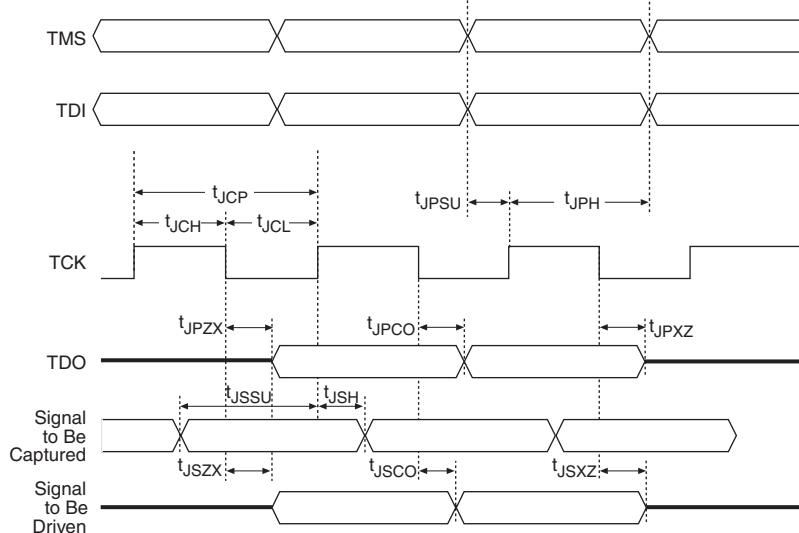 TMS
TDI
tJCP
tJCH
tJCL
tJPSU
tJPH
TCK
tJPZX
tJPCO
tJPXZ
TDO
tJSSU
tJSH
Signal
to Be
Captured
tJSZX
tJSCO
tJSXZ
Signal
to Be
Driven